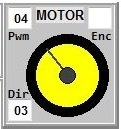 04 MOTOR
Pwm Enc
Dir
03